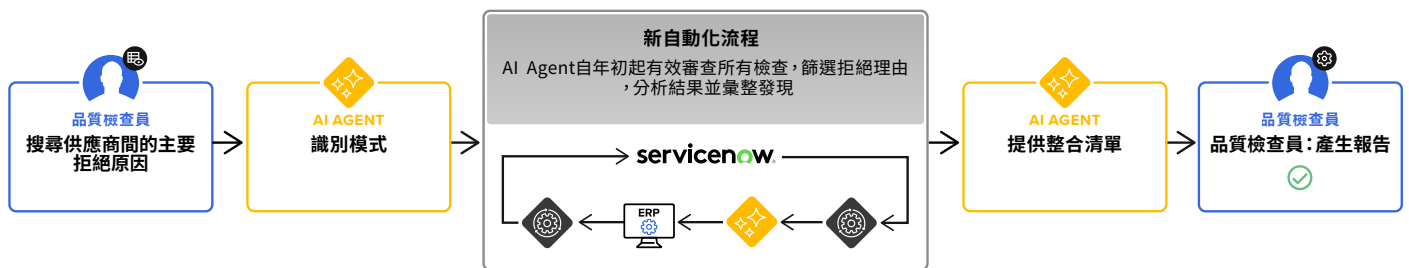 品質檢查員
搜尋供應商間的主要
拒絕原因
AI AGENT
識別模式
新自動化流程
AI Agent自年初起有效審查所有檢查，篩選拒絕理由
，分析結果並彙整發現
servicenow®
ERP
AI AGENT
提供整合清單
品質檢查員
品質檢查員：產生報告